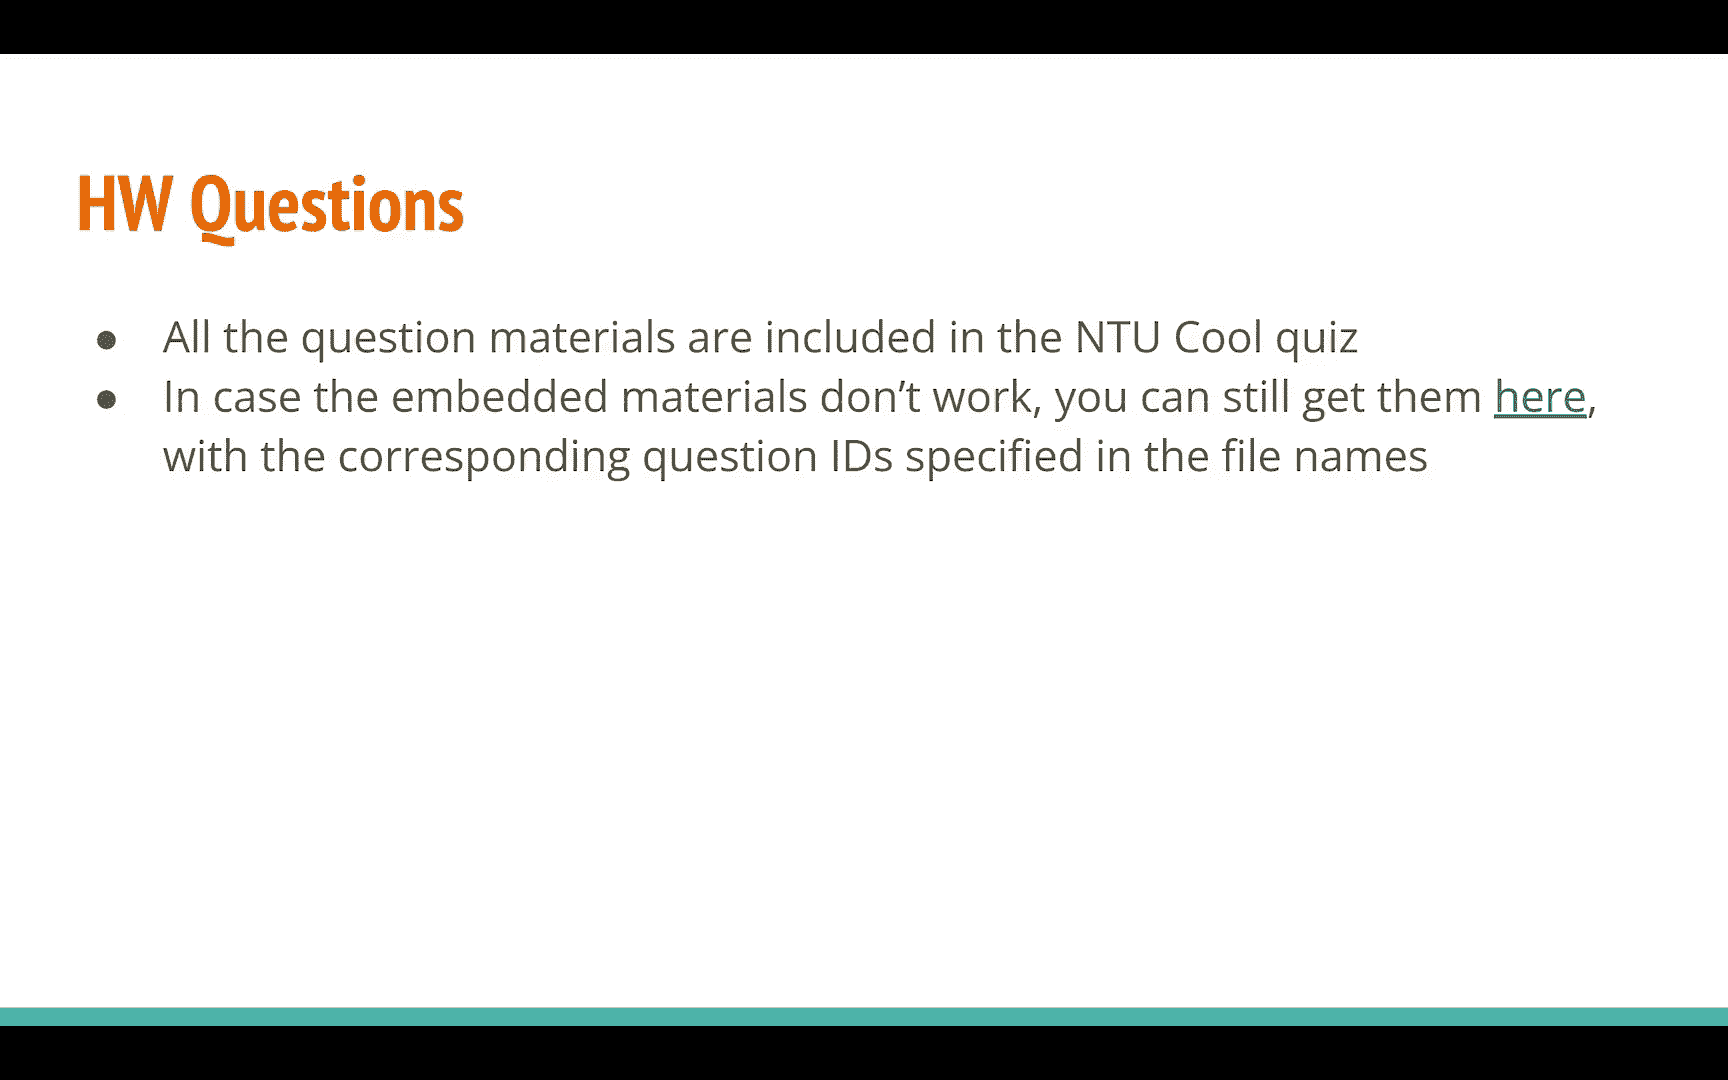 HW Questions
● All the question materials are included in the NTU Cool quiz
● In case the embedded materials don’t work, you can still get them here,
with the corresponding question IDs specified in the file names